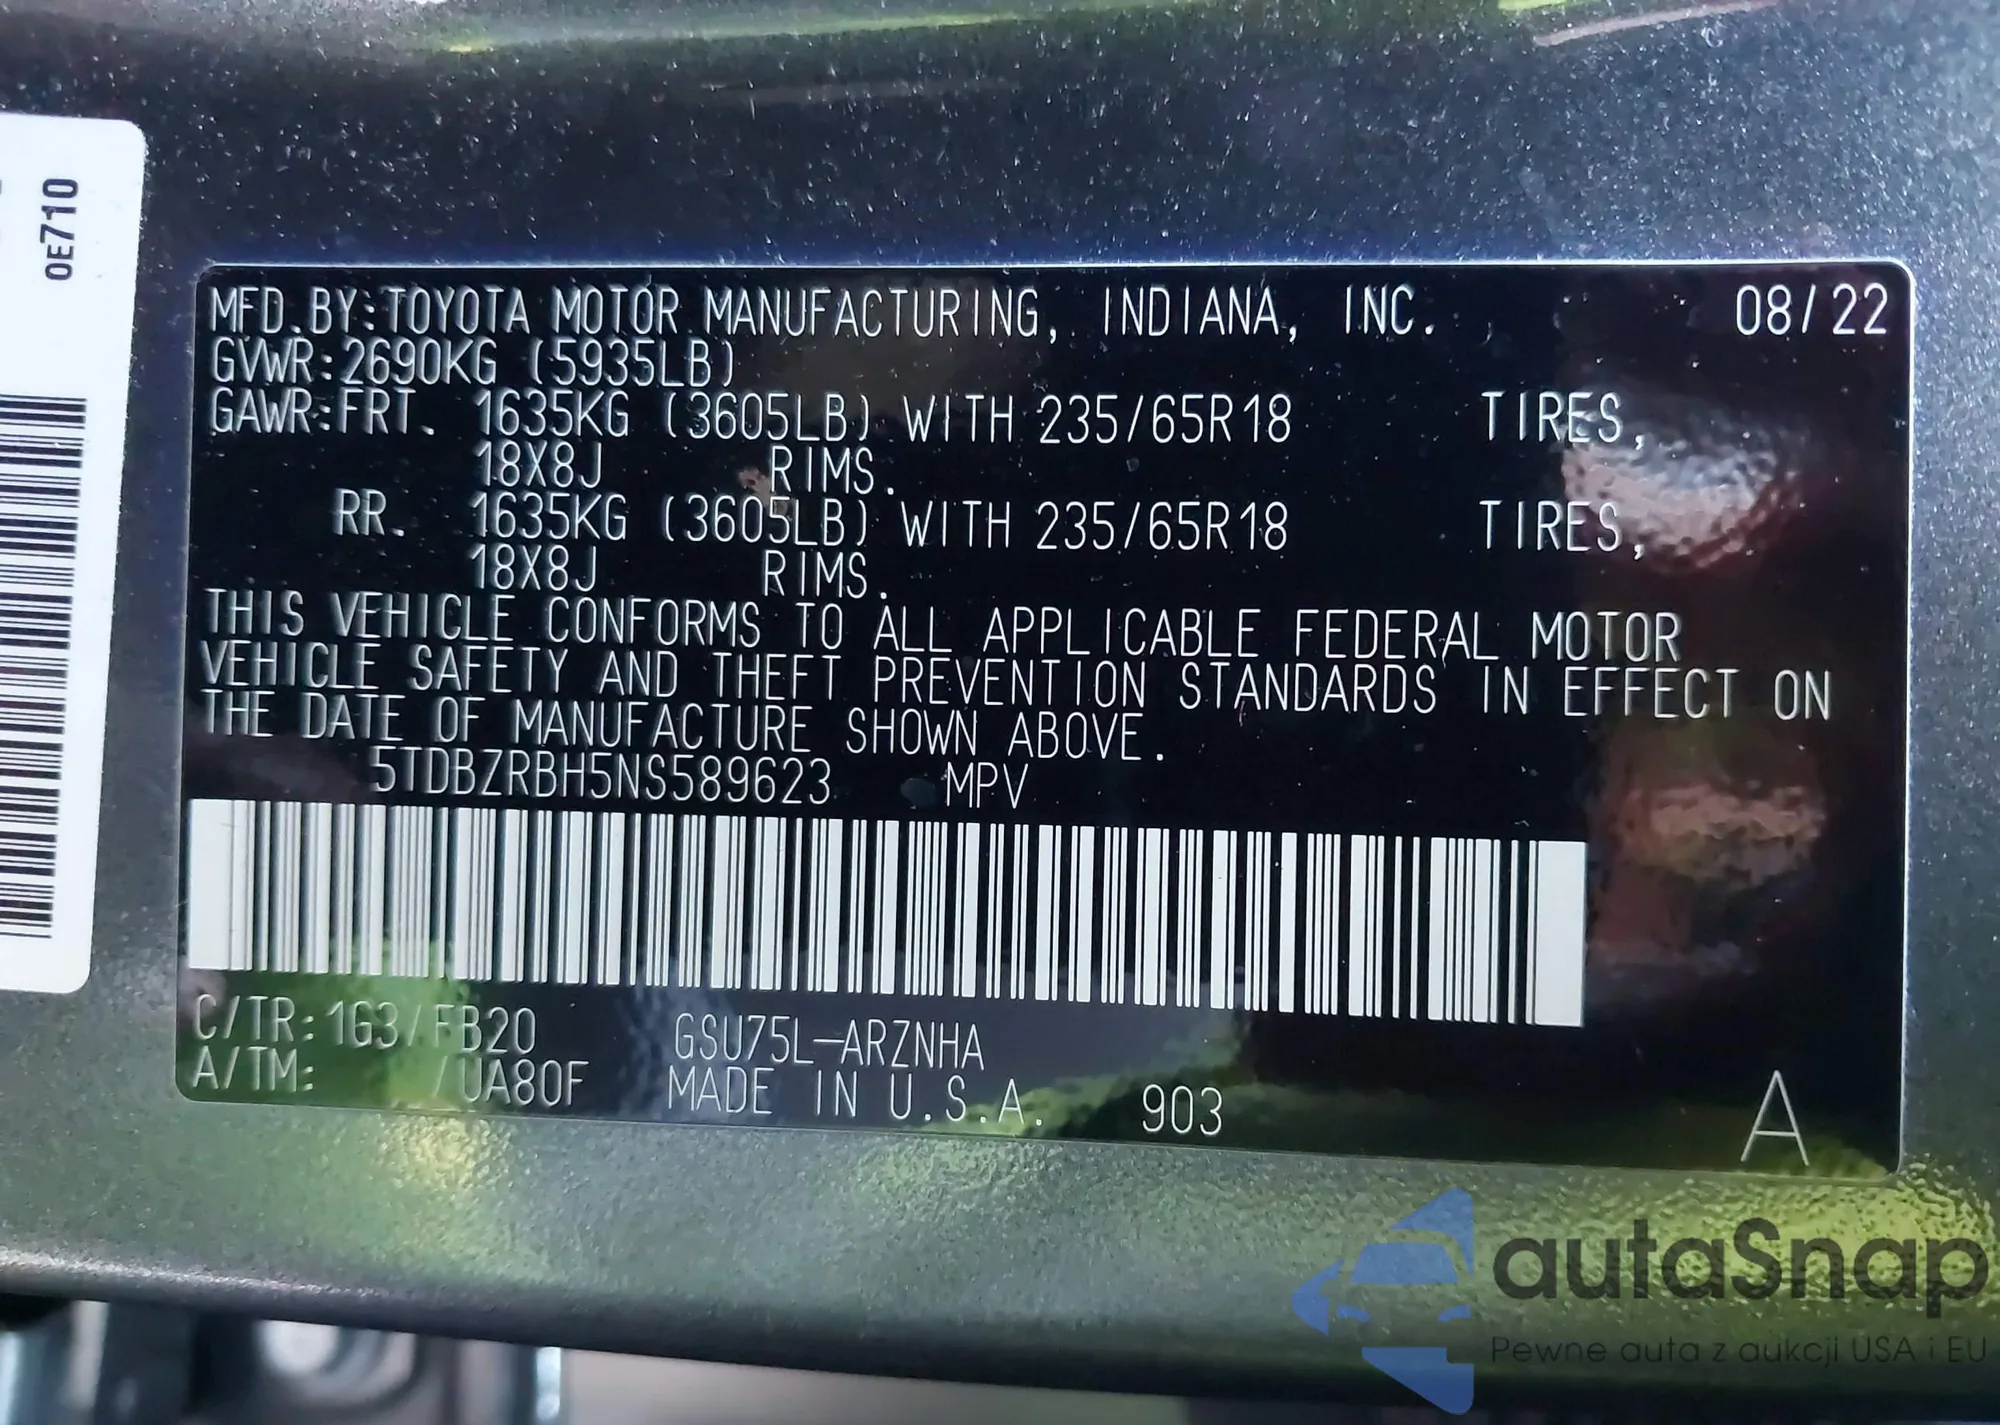 0E710
MFD.BY:TOYOTA MOTOR MANUFACTURING, INDIANA, INC. 08/22
GVWR:2690KG (5935LB)
GAWR:FRT. 1635KG (3605LB) WITH 235/65R18 TIRES,
18X8J RIMS.
RR. 1635KG (3605LB) WITH 235/65R18 TIRES,
18X8J RIMS.
THIS VEHICLE CONFORMS TO ALL APPLICABLE FEDERAL MOTOR
VEHICLE SAFETY AND THEFT PREVENTION STANDARDS IN EFFECT ON
THE DATE OF MANUFACTURE SHOWN ABOVE.
5TDBZRBH5NS589623 MPV
C/TR:1G3/FB20 GSU75L-ARZNHA
A/TM: /UA80F MADE IN U.S.A. 903 A
autaSnap
Pewne auta z aukcji USA i EU